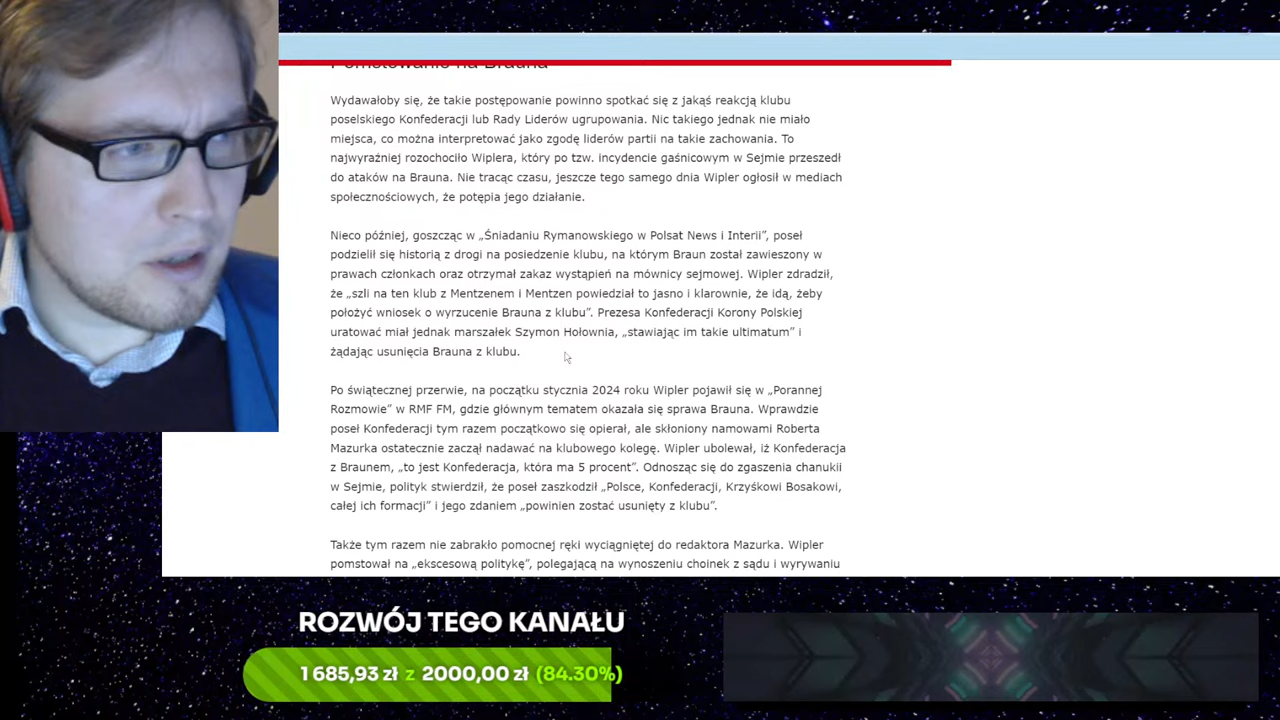 Pomstowanie na Brauna
Wydawałoby się, że takie postępowanie powinno spotkać się z jakąś reakcją klubu
poselskiego Konfederacji lub Rady Liderów ugrupowania. Nic takiego jednak nie miało
miejsca, co można interpretować jako zgodę liderów partii na takie zachowania. To
najwyraźniej rozochociło Wiplera, który po tzw. incydencie gaśnicowym w Sejmie przeszedł
do ataków na Brauna. Nie tracąc czasu, jeszcze tego samego dnia Wipler ogłosił w mediach
społecznościowych, że potępia jego działanie.
Nieco później, goszcząc w „Śniadaniu Rymanowskiego w Polsat News i Interii”, poseł
podzielił się historią z drogi na posiedzenie klubu, na którym Braun został zawieszony w
prawach członkach oraz otrzymał zakaz wystąpień na mównicy sejmowej. Wipler zdradził,
że „szli na ten klub z Mentzenem i Mentzen powiedział to jasno i klarownie, że idą, żeby
położyć wniosek o wyrzucenie Brauna z klubu”. Prezesa Konfederacji Korony Polskiej
uratować miał jednak marszałek Szymon Hołownia, „stawiając im takie ultimatum” i
żądając usunięcia Brauna z klubu.
Po świątecznej przerwie, na początku stycznia 2024 roku Wipler pojawił się w „Porannej
Rozmowie” w RMF FM, gdzie głównym tematem okazała się sprawa Brauna. Wprawdzie
poseł Konfederacji tym razem początkowo się opierał, ale skłoniony namowami Roberta
Mazurka ostatecznie zaczął nadawać na klubowego kolegę. Wipler ubolewał, iż Konfederacja
z Braunem, „to jest Konfederacja, która ma 5 procent”. Odnosząc się do zgaszenia chanukii
w Sejmie, polityk stwierdził, że poseł zaszkodził „Polsce, Konfederacji, Krzyśkowi Bosakowi,
całej ich formacji” i jego zdaniem „powinien zostać usunięty z klubu”.
Także tym razem nie zabrakło pomocnej ręki wyciągniętej do redaktora Mazurka. Wipler
pomstował na „ekscesową politykę”, polegającą na wynoszeniu choinek z sądu i wyrywaniu
ROZWÓJ TEGO KANAŁU
1 685,93 zł z 2000,00 zł (84.30%)